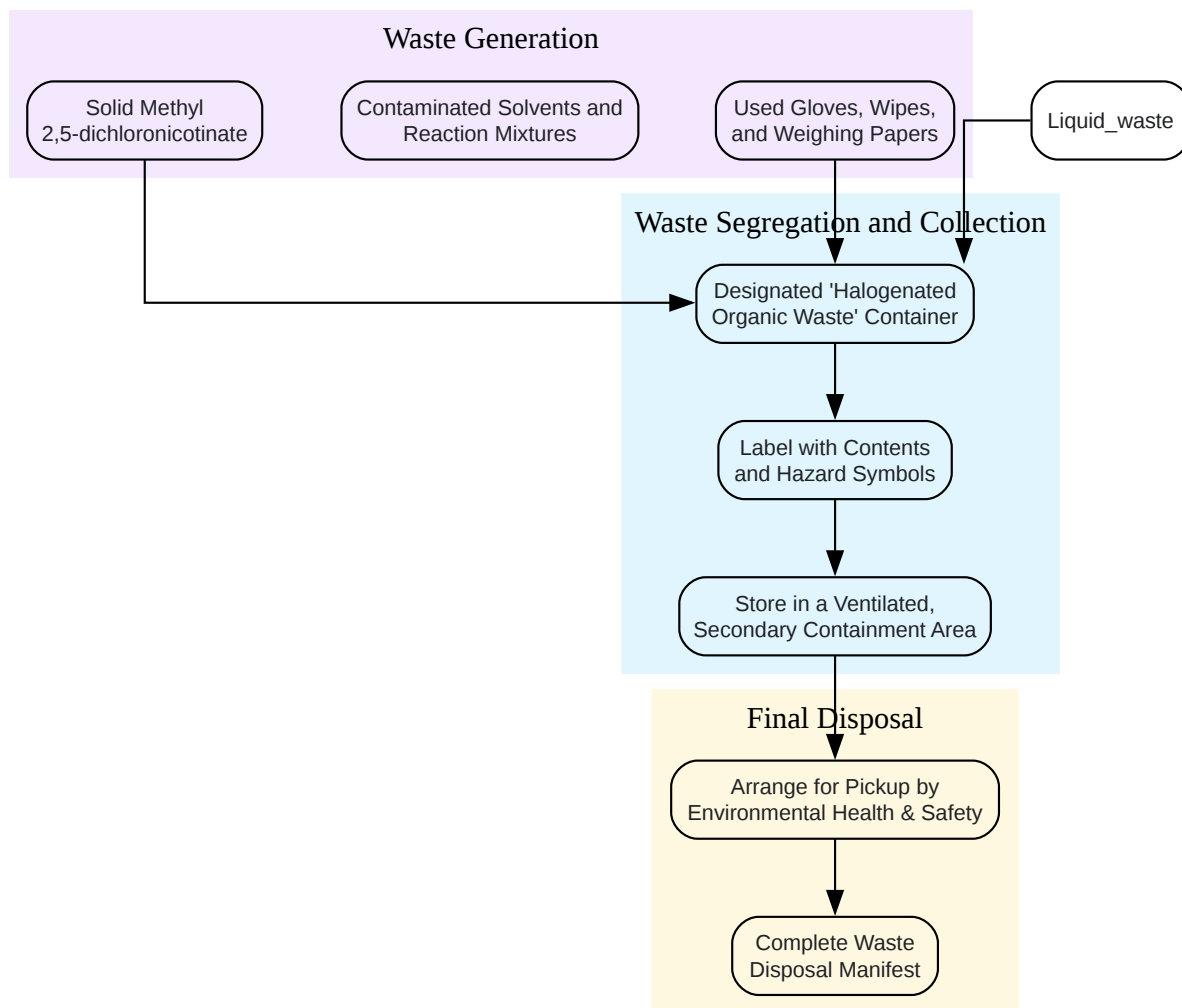 Waste Generation
Solid Methyl
2,5-dichloronicotinate
Contaminated Solvents and
Reaction Mixtures
Used Gloves, Wipes,
and Weighing Papers
Liquid_waste
Waste Segregation and Collection
Designated 'Halogenated
Organic Waste' Container
Label with Contents
and Hazard Symbols
Store in a Ventilated,
Secondary Containment Area
Final Disposal
Arrange for Pickup by
Environmental Health & Safety
Complete Waste
Disposal Manifest